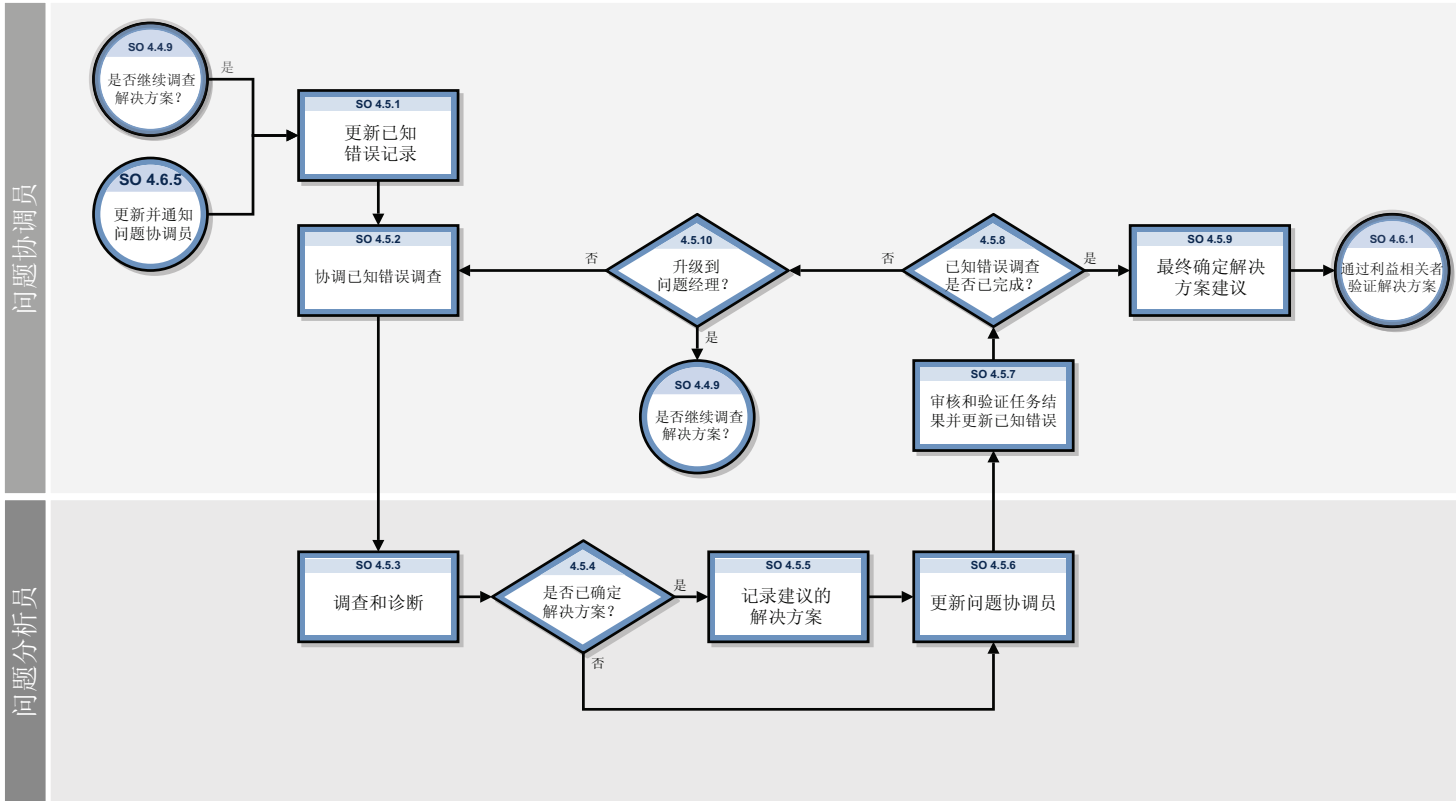 问题协调员
SO 4.4.9
是否继续调查
解决方案？
是
SO 4.6.5
更新并通知
问题协调员
SO 4.5.1
更新已知
错误记录
SO 4.5.2
协调已知错误调查
否
4.5.10
升级到
问题经理？
是
SO 4.4.9
是否继续调查
解决方案？
否
4.5.8
已知错误调查
是否已完成？
是
SO 4.5.9
最终确定解决
方案建议
SO 4.6.1
通过利益相关者
验证解决方案
SO 4.5.7
审核和验证任务结
果并更新已知错误
问题分析员
SO 4.5.3
调查和诊断
4.5.4
是否已确定
解决方案？
是
否
SO 4.5.5
记录建议的
解决方案
SO 4.5.6
更新问题协调员